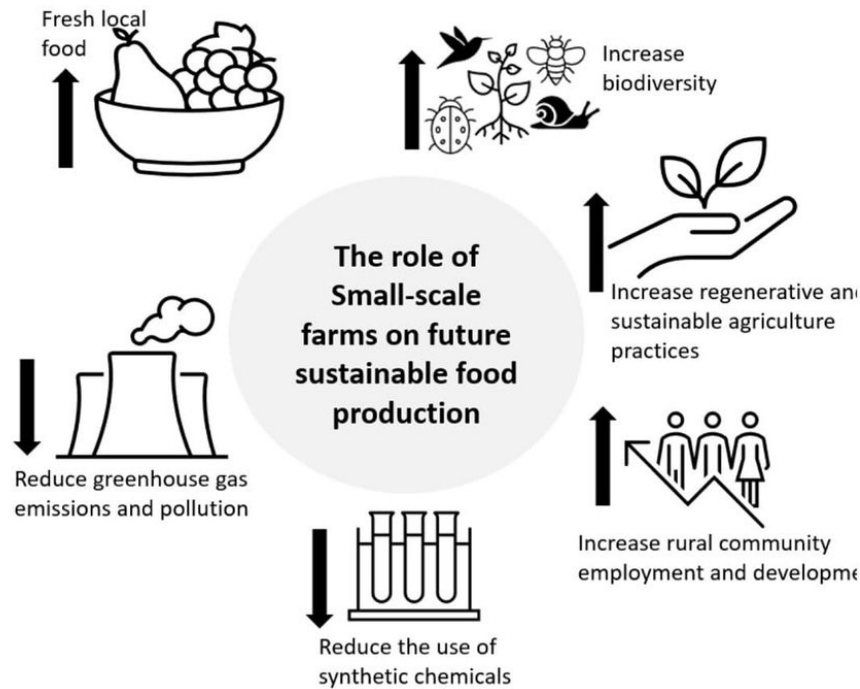 Fresh local
food
Increase
biodiversity
The role of
Small-scale
farms on future
sustainable food
production
Increase regenerative an
sustainable agriculture
practices
Reduce greenhouse gas
emissions and pollution
Increase rural community
employment and developme
Reduce the use of
synthetic chemicals